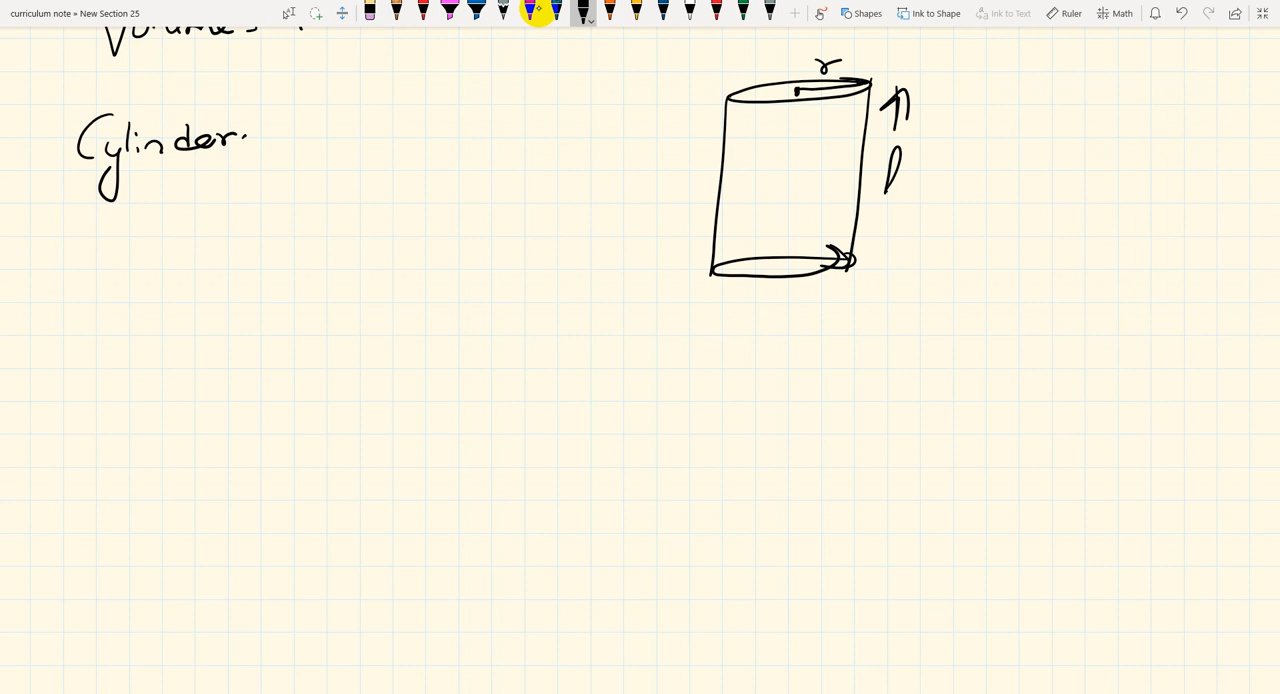 curriculum note » New Section 25
Shapes
Ink to Shape
Ink to Text
Ruler
Math
r
Cylinder.
l